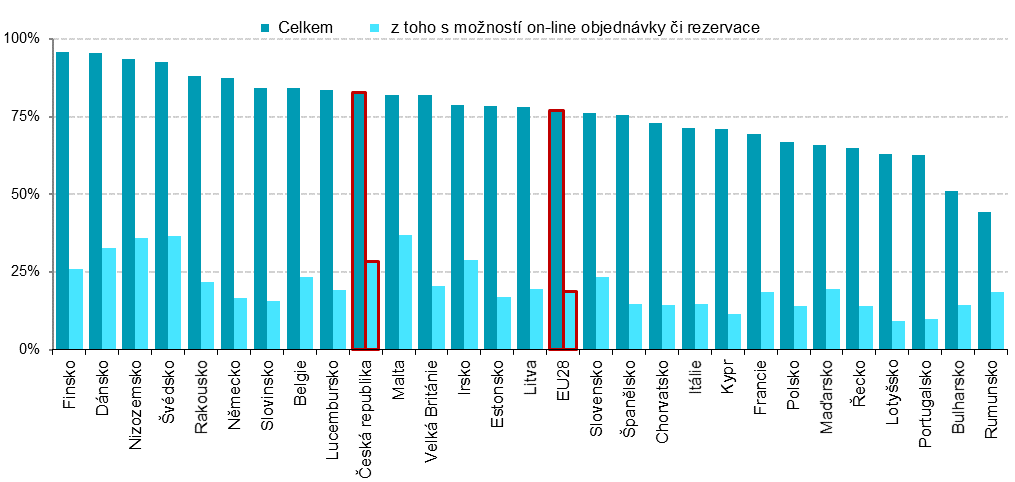 Celkem
z toho s možností on-line objednávky či rezervace
100%
75%
50%
25%
0%
Finsko
Dánsko
Nizozemsko
Švédsko
Rakousko
Německo
Slovinsko
Belgie
Lucembursko
Česká republika
Malta
Velká Británie
Irsko
Estonsko
Litva
EU28
Slovensko
Španělsko
Chorvatsko
Itálie
Kypr
Francie
Polsko
Maďarsko
Řecko
Lotyšsko
Portugalsko
Bulharsko
Rumunsko